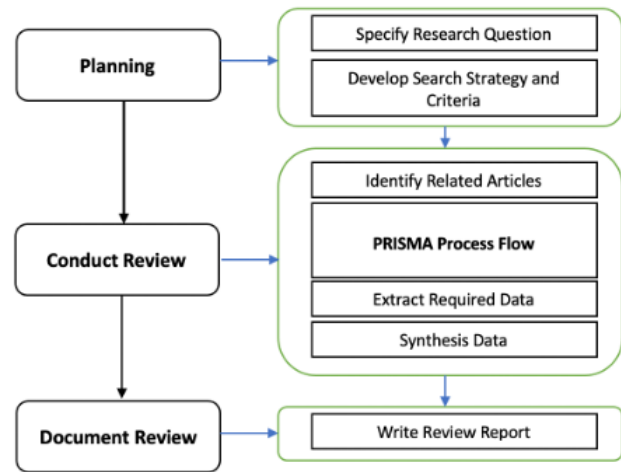 Planning
Specify Research Question
Develop Search Strategy and
Criteria
Conduct Review
Identify Related Articles
PRISMA Process Flow
Extract Required Data
Synthesis Data
Document Review
Write Review Report